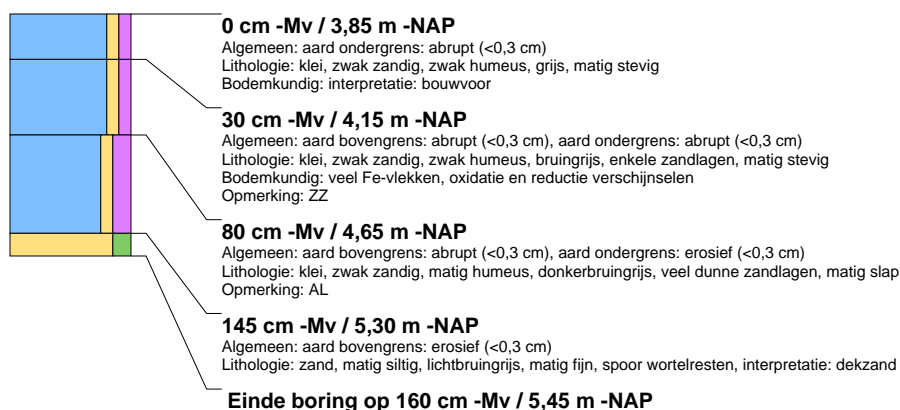 0 cm -Mv / 3,85 m -NAP
Algemeen: aard ondergrens: abrupt (<0,3 cm)
Lithologie: klei, zwak zandig, zwak humeus, grijs, matig stevig
Bodemkundig: interpretatie: bouwvoor
30 cm -Mv / 4,15 m -NAP
Algemeen: aard bovengrens: abrupt (<0,3 cm), aard ondergrens: abrupt (<0,3 cm)
Lithologie: klei, zwak zandig, zwak humeus, bruingrijs, enkele zandlagen, matig stevig
Bodemkundig: veel Fe-vlekken, oxidatie en reductie verschijnselen
Opmerking: ZZ
80 cm -Mv / 4,65 m -NAP
Algemeen: aard bovengrens: abrupt (<0,3 cm), aard ondergrens: erosief (<0,3 cm)
Lithologie: klei, zwak zandig, matig humeus, donkerbruingrijs, veel dunne zandlagen, matig slap
Opmerking: AL
145 cm -Mv / 5,30 m -NAP
Algemeen: aard bovengrens: erosief (<0,3 cm)
Lithologie: zand, matig siltig, lichtbruingrijs, matig fijn, spoor wortelresten, interpretatie: dekzand
Einde boring op 160 cm -Mv / 5,45 m -NAP